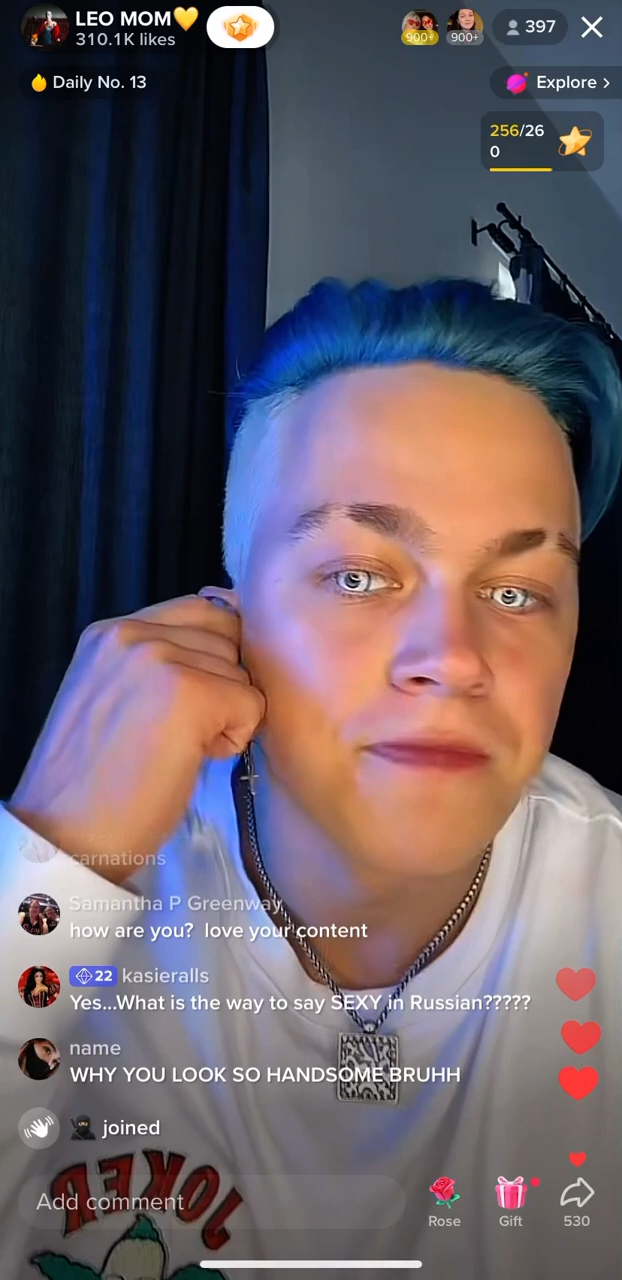 LEO MOM💛
310.1K likes
900+
900+
397
Daily No. 13
Explore >
256/26
0
carnations
Samantha P Greenway
how are you? love your content
22 kasieralls
Yes...What is the way to say SEXY in Russian?????
name
WHY YOU LOOK SO HANDSOME BRUHH
🥷 joined
JOKER
Add comment
Rose
Gift
530